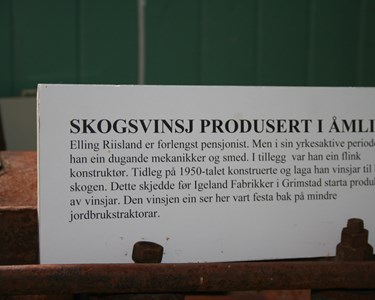 SKOGSVINSJ PRODUSERT I ÅMLI
Elling Riisland er forlengst pensjonist. Men i sin yrkesaktive periode
han ein dugande mekanikker og smed. I tillegg var han ein flink
konstruktør. Tidleg på 1950-talet konstruerte og laga han vinsjar til
skogen. Dette skjedde før Igeland Fabrikker i Grimstad starta produ
av vinsjar. Den vinsjen ein ser her vart festa bak på mindre
jordbrukstraktorar.